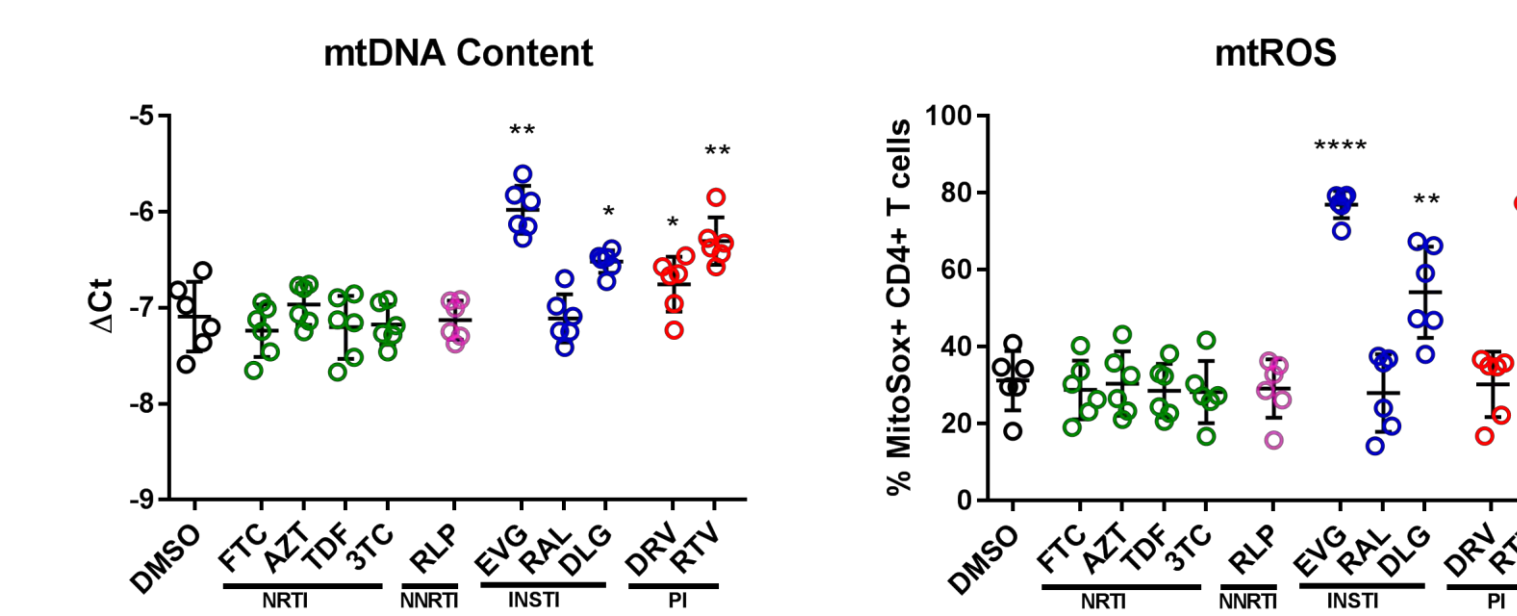 mtDNA Content
ΔCt
-5
-6
-7
-8
-9
**
*
*
**
DMSO
FTC
AZT
TDF
3TC
RLP
EVG
RAL
DLG
DRV
RTV
NRTI
NNRTI
INSTI
PI
mtROS
% MitoSox+ CD4+ T cells
100
80
60
40
20
0
****
**
DMSO
FTC
AZT
TDF
3TC
RLP
EVG
RAL
DLG
DRV
NRTI
NNRTI
INSTI
PI